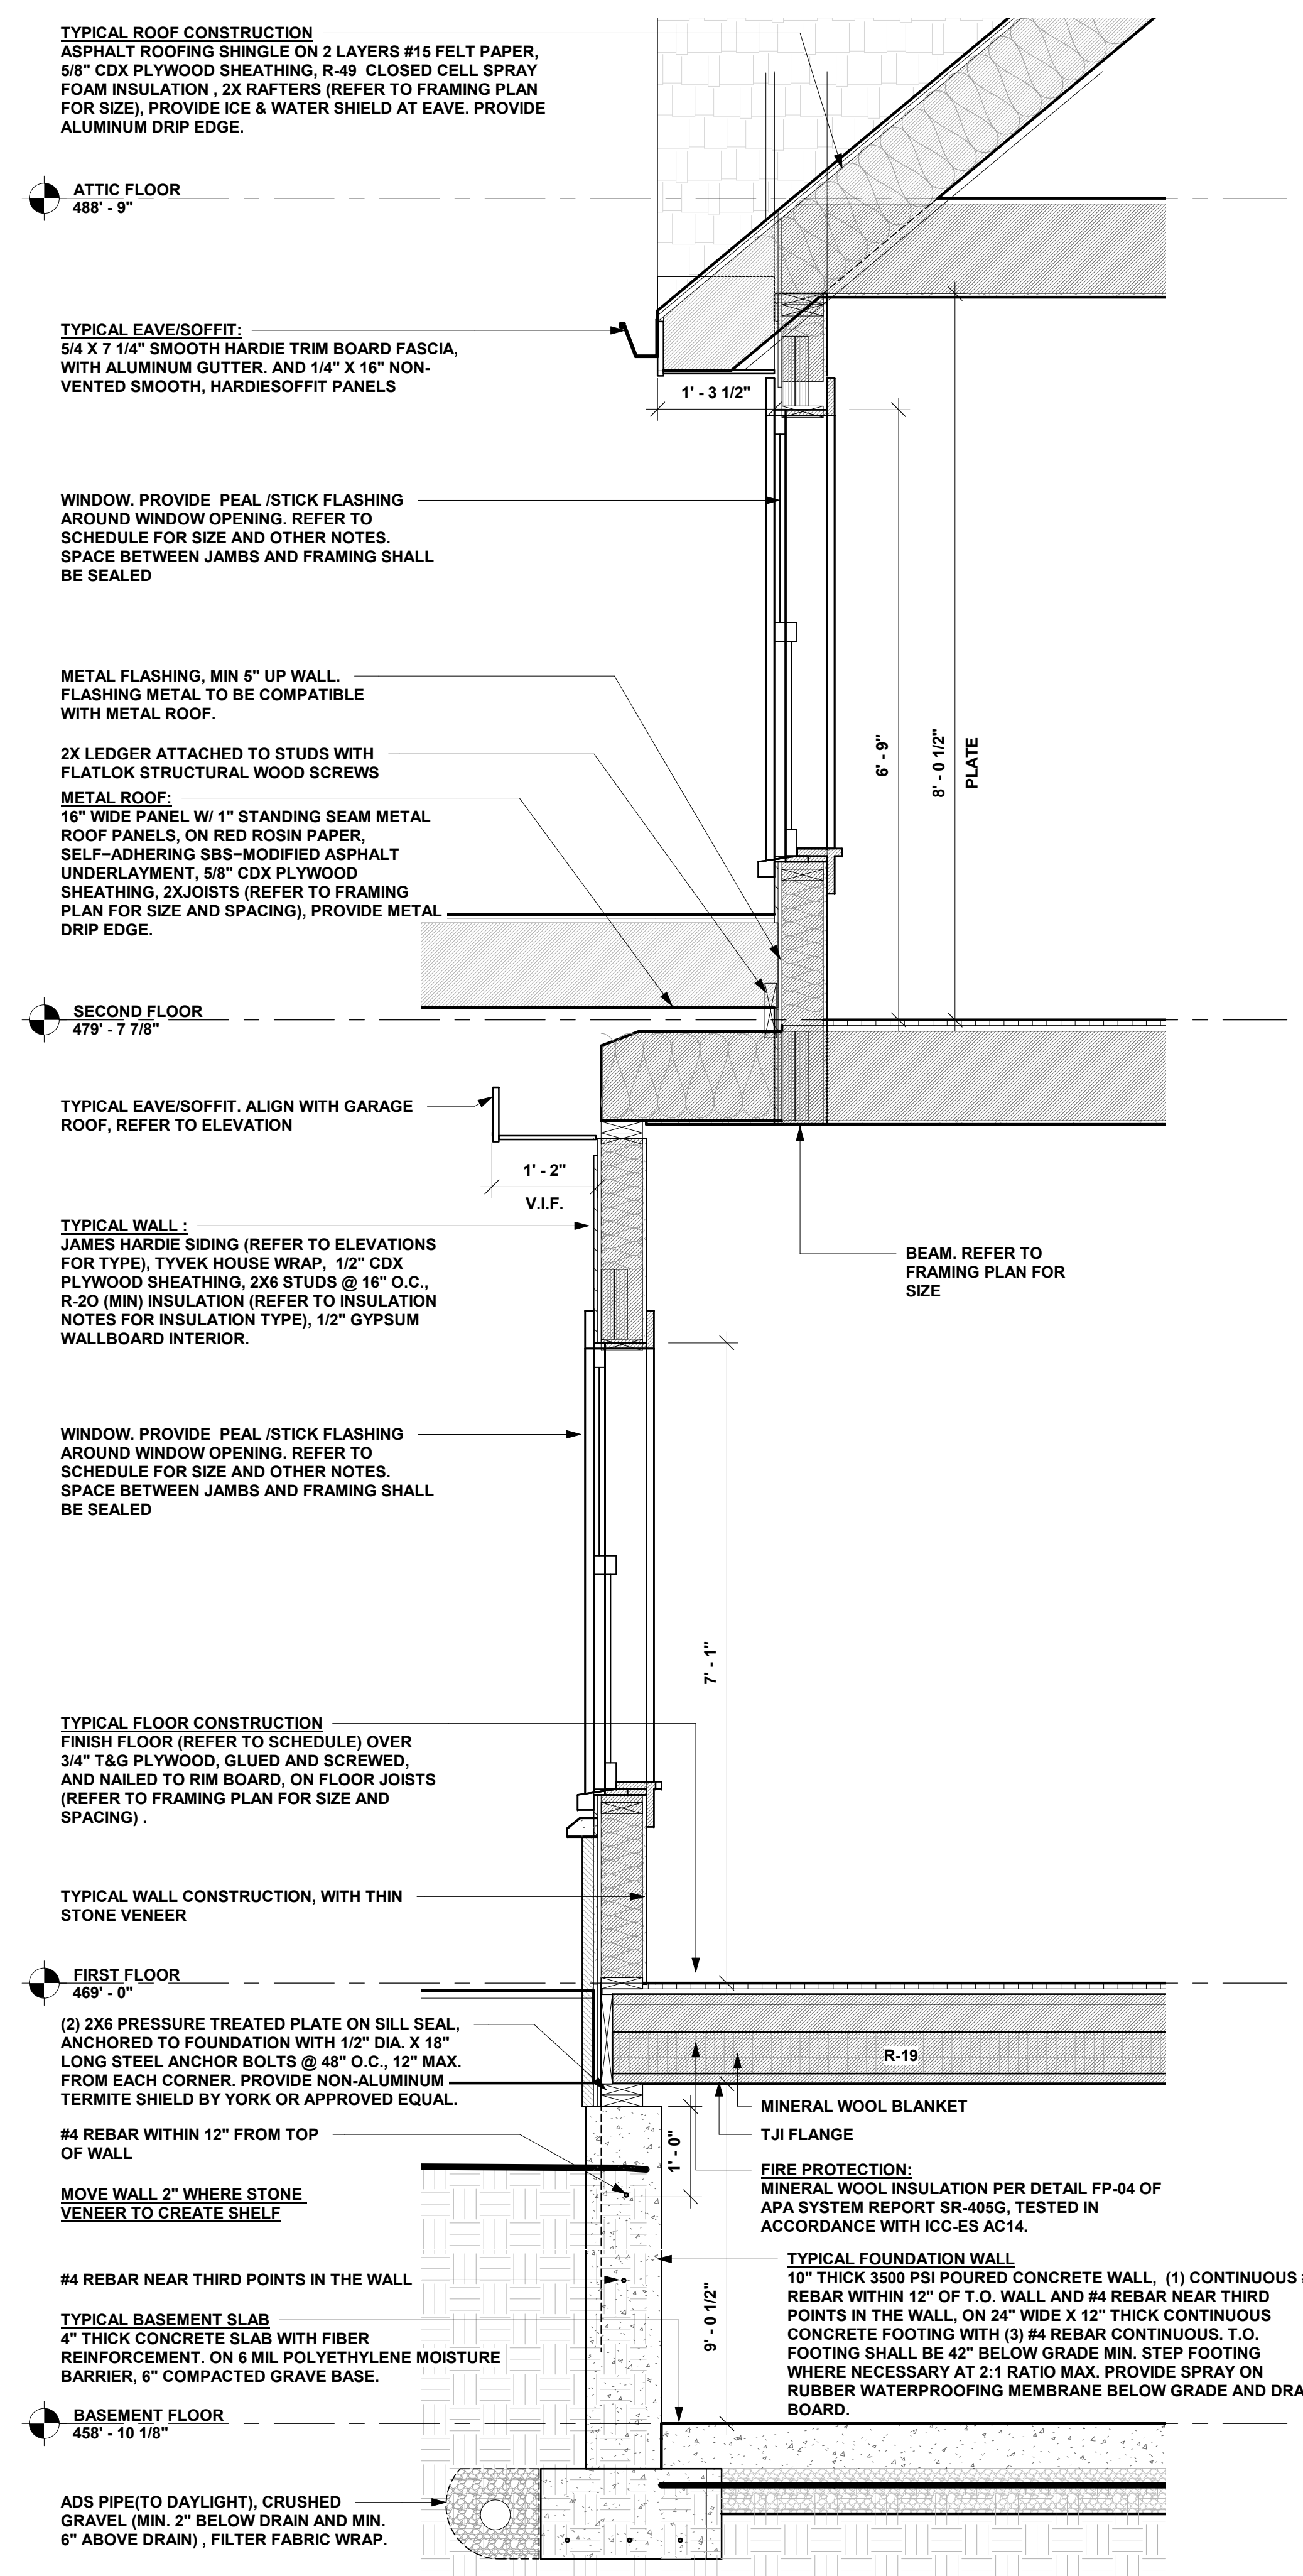 TYPICAL ROOF CONSTRUCTION
ASPHALT ROOFING SHINGLE ON 2 LAYERS #15 FELT PAPER,
5/8" CDX PLYWOOD SHEATHING, R-49 CLOSED CELL SPRAY
FOAM INSULATION , 2X RAFTERS (REFER TO FRAMING PLAN
FOR SIZE), PROVIDE ICE & WATER SHIELD AT EAVE. PROVIDE
ALUMINUM DRIP EDGE.
ATTIC FLOOR
488' - 9"
TYPICAL EAVE/SOFFIT:
5/4 X 7 1/4" SMOOTH HARDIE TRIM BOARD FASCIA,
WITH ALUMINUM GUTTER. AND 1/4" X 16" NON-
VENTED SMOOTH, HARDIESOFFIT PANELS
1' - 3 1/2"
WINDOW. PROVIDE PEAL /STICK FLASHING
AROUND WINDOW OPENING. REFER TO
SCHEDULE FOR SIZE AND OTHER NOTES.
SPACE BETWEEN JAMBS AND FRAMING SHALL
BE SEALED
METAL FLASHING, MIN 5" UP WALL.
FLASHING METAL TO BE COMPATIBLE
WITH METAL ROOF.
2X LEDGER ATTACHED TO STUDS WITH
FLATLOK STRUCTURAL WOOD SCREWS
6' - 9"
8' - 0 1/2"
PLATE
METAL ROOF:
16" WIDE PANEL W/ 1" STANDING SEAM METAL
ROOF PANELS, ON RED ROSIN PAPER,
SELF-ADHERING SBS-MODIFIED ASPHALT
UNDERLAYMENT, 5/8" CDX PLYWOOD
SHEATHING, 2XJOISTS (REFER TO FRAMING
PLAN FOR SIZE AND SPACING), PROVIDE METAL
DRIP EDGE.
SECOND FLOOR
479' - 7 7/8"
TYPICAL EAVE/SOFFIT. ALIGN WITH GARAGE
ROOF, REFER TO ELEVATION
1' - 2"
V.I.F.
TYPICAL WALL :
JAMES HARDIE SIDING (REFER TO ELEVATIONS
FOR TYPE), TYVEK HOUSE WRAP, 1/2" CDX
PLYWOOD SHEATHING, 2X6 STUDS @ 16" O.C.,
R-2O (MIN) INSULATION (REFER TO INSULATION
NOTES FOR INSULATION TYPE), 1/2" GYPSUM
WALLBOARD INTERIOR.
BEAM. REFER TO
FRAMING PLAN FOR
SIZE
WINDOW. PROVIDE PEAL /STICK FLASHING
AROUND WINDOW OPENING. REFER TO
SCHEDULE FOR SIZE AND OTHER NOTES.
SPACE BETWEEN JAMBS AND FRAMING SHALL
BE SEALED
7' - 1"
TYPICAL FLOOR CONSTRUCTION
FINISH FLOOR (REFER TO SCHEDULE) OVER
3/4" T&G PLYWOOD, GLUED AND SCREWED,
AND NAILED TO RIM BOARD, ON FLOOR JOISTS
(REFER TO FRAMING PLAN FOR SIZE AND
SPACING) .
TYPICAL WALL CONSTRUCTION, WITH THIN
STONE VENEER
FIRST FLOOR
469' - 0"
(2) 2X6 PRESSURE TREATED PLATE ON SILL SEAL,
ANCHORED TO FOUNDATION WITH 1/2" DIA. X 18"
LONG STEEL ANCHOR BOLTS @ 48" O.C., 12" MAX.
FROM EACH CORNER. PROVIDE NON-ALUMINUM
TERMITE SHIELD BY YORK OR APPROVED EQUAL.
R-19
MINERAL WOOL BLANKET
TJI FLANGE
#4 REBAR WITHIN 12" FROM TOP
OF WALL
1' - 0"
FIRE PROTECTION:
MINERAL WOOL INSULATION PER DETAIL FP-04 OF
APA SYSTEM REPORT SR-405G, TESTED IN
ACCORDANCE WITH ICC-ES AC14.
MOVE WALL 2" WHERE STONE
VENEER TO CREATE SHELF
#4 REBAR NEAR THIRD POINTS IN THE WALL
9' - 0 1/2"
TYPICAL FOUNDATION WALL
10" THICK 3500 PSI POURED CONCRETE WALL, (1) CONTINUOUS
REBAR WITHIN 12" OF T.O. WALL AND #4 REBAR NEAR THIRD
POINTS IN THE WALL, ON 24" WIDE X 12" THICK CONTINUOUS
CONCRETE FOOTING WITH (3) #4 REBAR CONTINUOUS. T.O.
FOOTING SHALL BE 42" BELOW GRADE MIN. STEP FOOTING
WHERE NECESSARY AT 2:1 RATIO MAX. PROVIDE SPRAY ON
RUBBER WATERPROOFING MEMBRANE BELOW GRADE AND DRA
BOARD.
TYPICAL BASEMENT SLAB
4" THICK CONCRETE SLAB WITH FIBER
REINFORCEMENT. ON 6 MIL POLYETHYLENE MOISTURE
BARRIER, 6" COMPACTED GRAVE BASE.
BASEMENT FLOOR
458' - 10 1/8"
ADS PIPE(TO DAYLIGHT), CRUSHED
GRAVEL (MIN. 2" BELOW DRAIN AND MIN.
6" ABOVE DRAIN) , FILTER FABRIC WRAP.